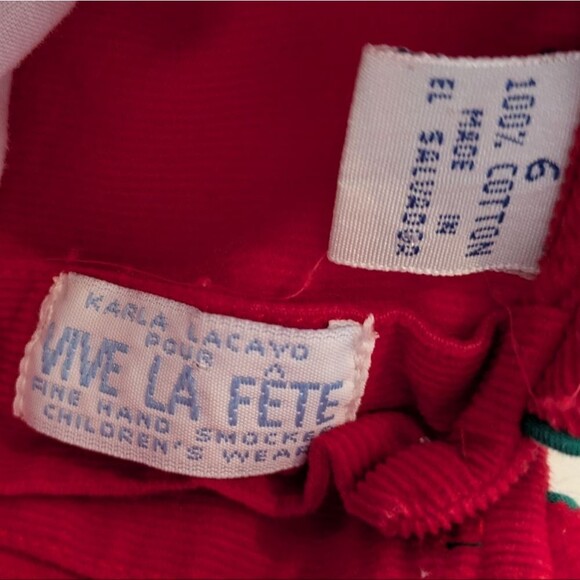 KARLA LACAYO
POUR
VIVE LA FÊTE
FINE HAND SMOCKED
CHILDREN'S WEAR
6
100% COTTON
MADE IN
EL SALVADOR